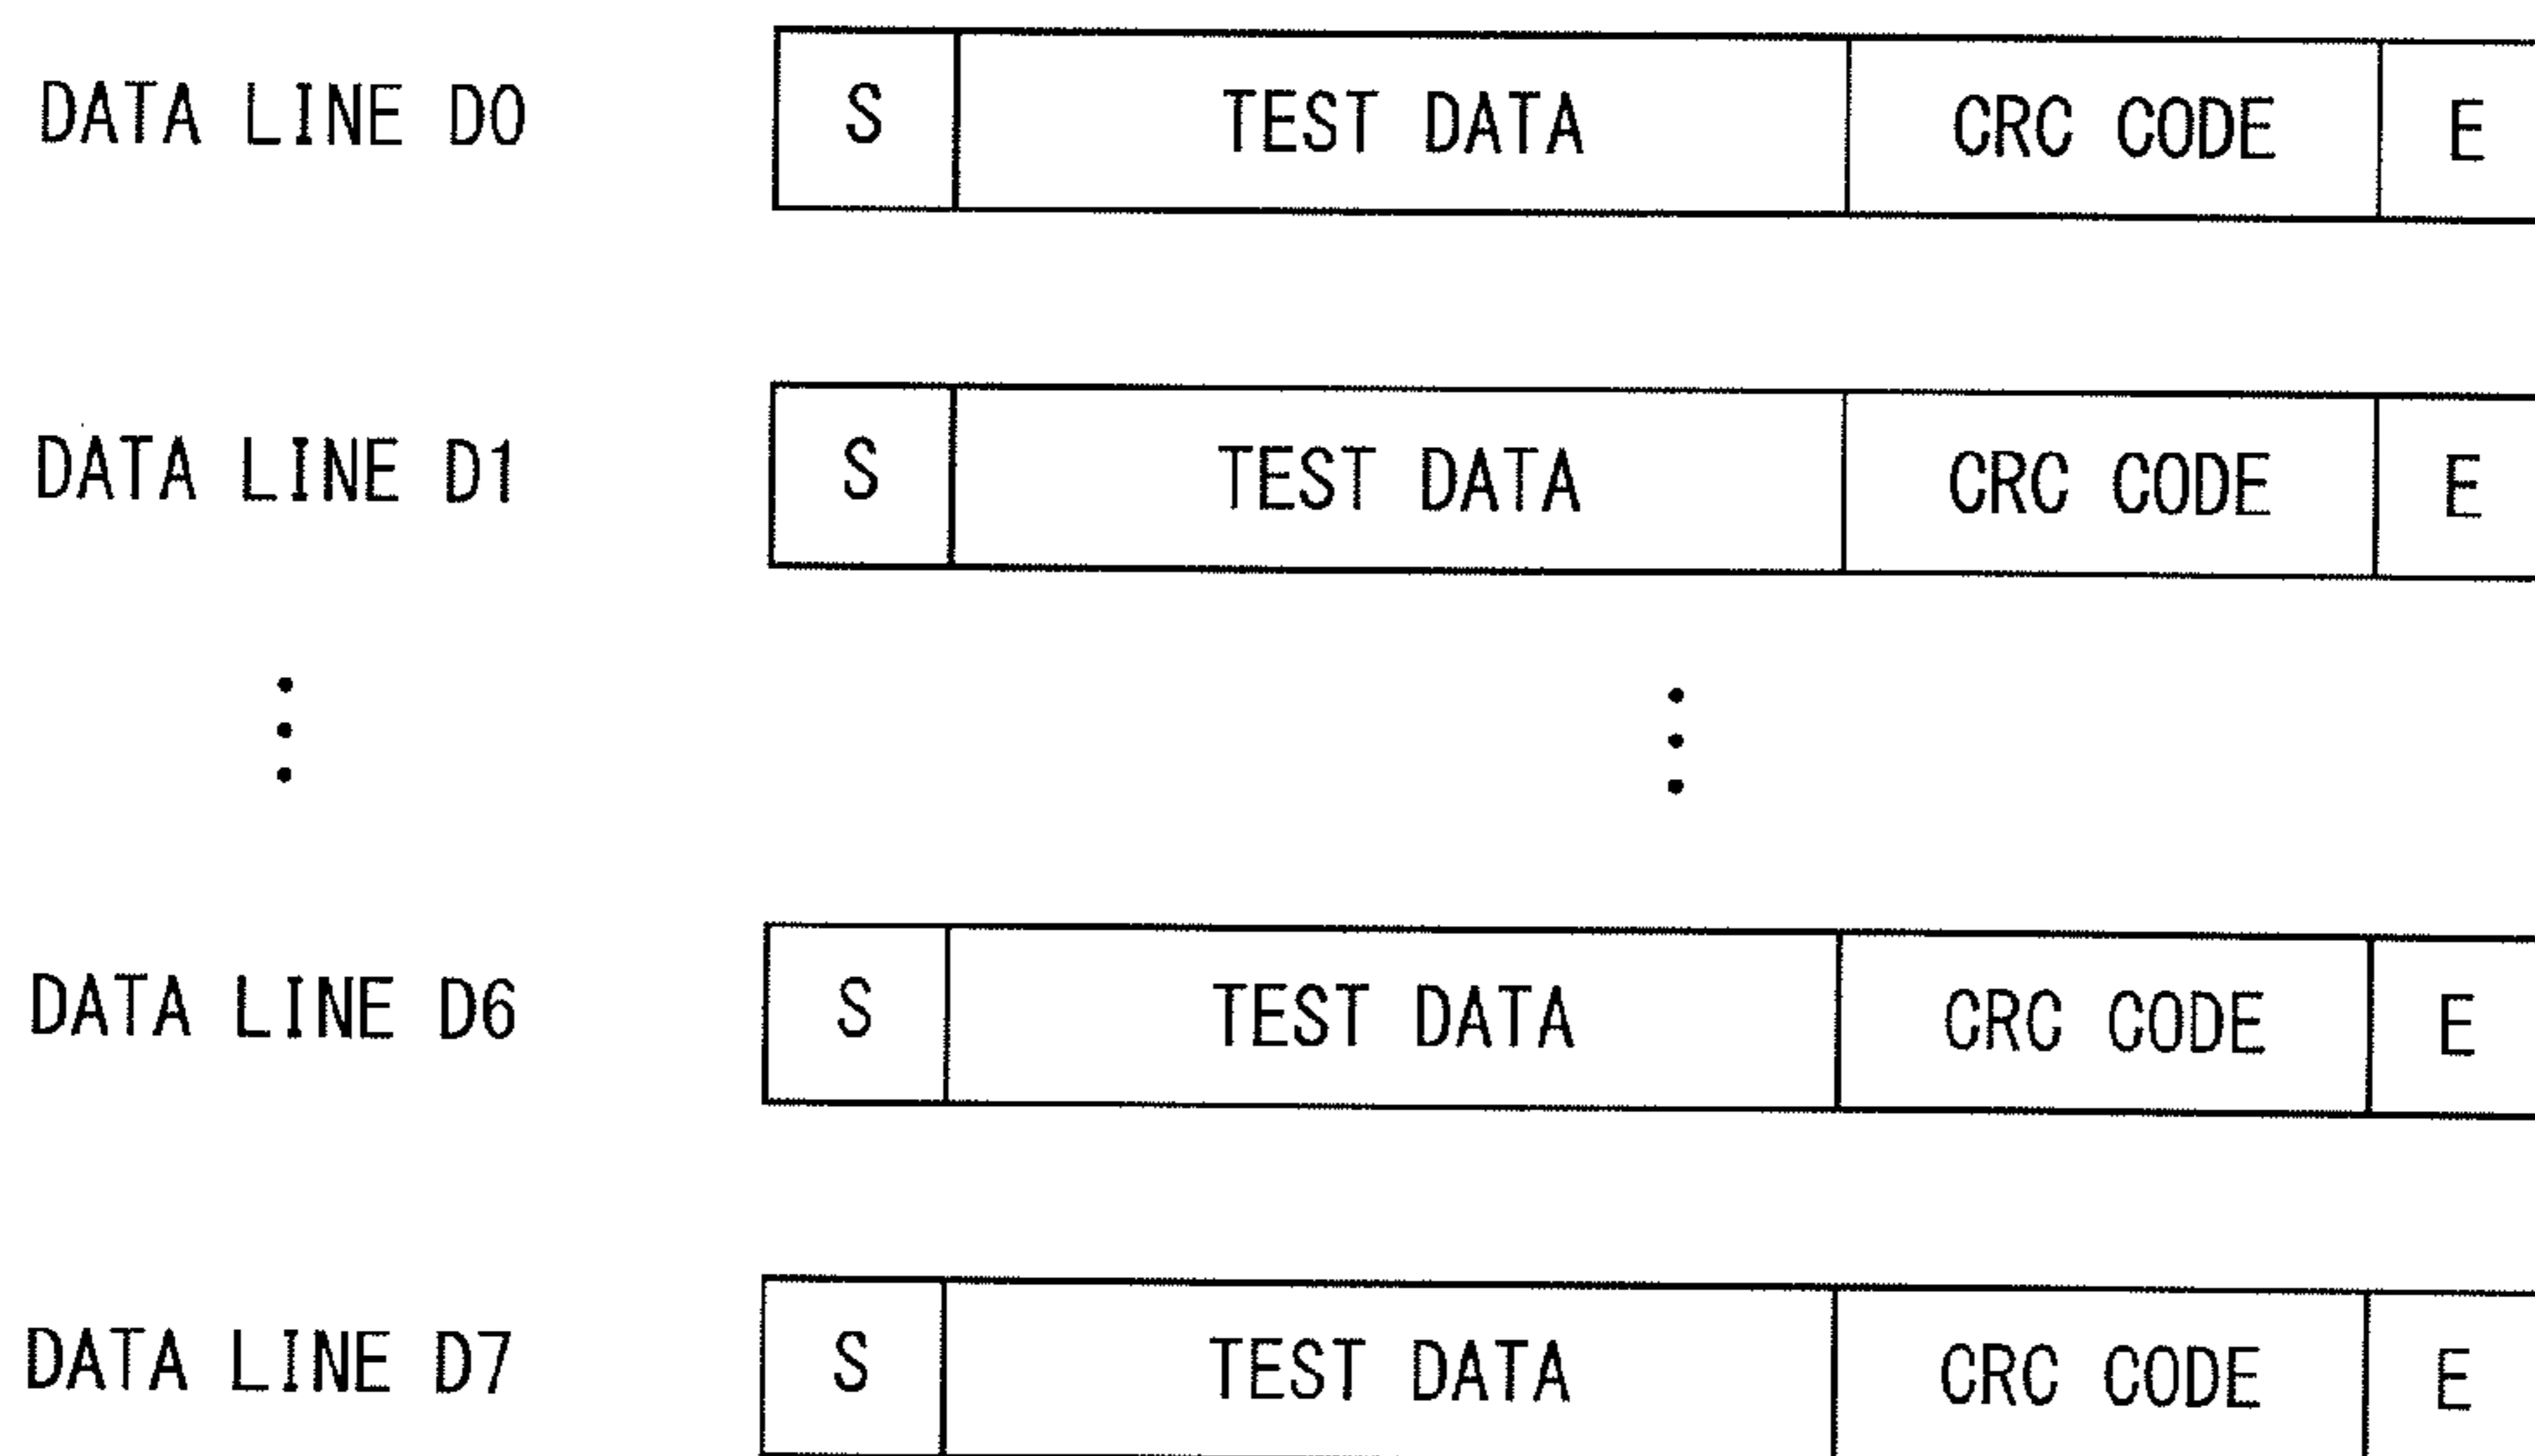 DATA LINE D0 S TEST DATA CRC CODE E
DATA LINE D1 S TEST DATA CRC CODE E
DATA LINE D6 S TEST DATA CRC CODE E
DATA LINE D7 S TEST DATA CRC CODE E